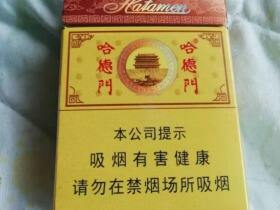 Hatamen
哈德門
哈德門
本公司提示
吸烟有害健康
请勿在禁烟场所吸烟